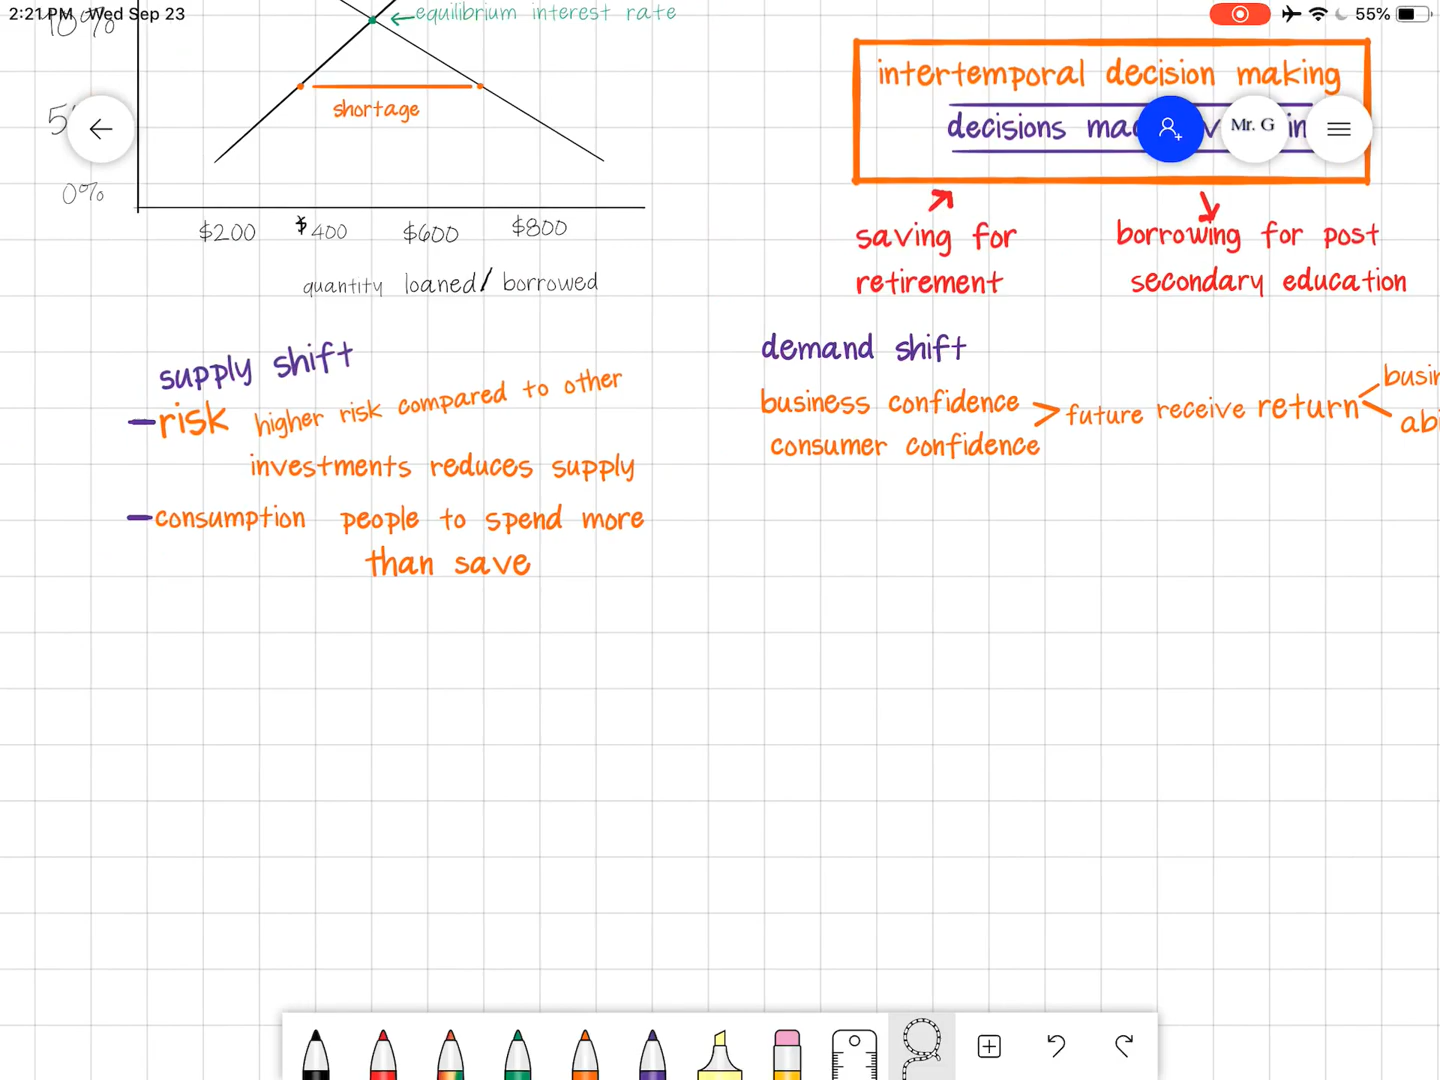 2:21 PM Wed Sep 23
55%
10%
equilibrium interest rate
shortage
0%
$200 $400 $600 $800
quantity loaned/borrowed
intertemporal decision making
decisions
Mr. G
saving for
retirement
borrowing for post
secondary education
supply shift
-risk higher risk compared to other
investments reduces supply
-consumption people to spend more
than save
demand shift
business confidence
consumer confidence
> future receive return